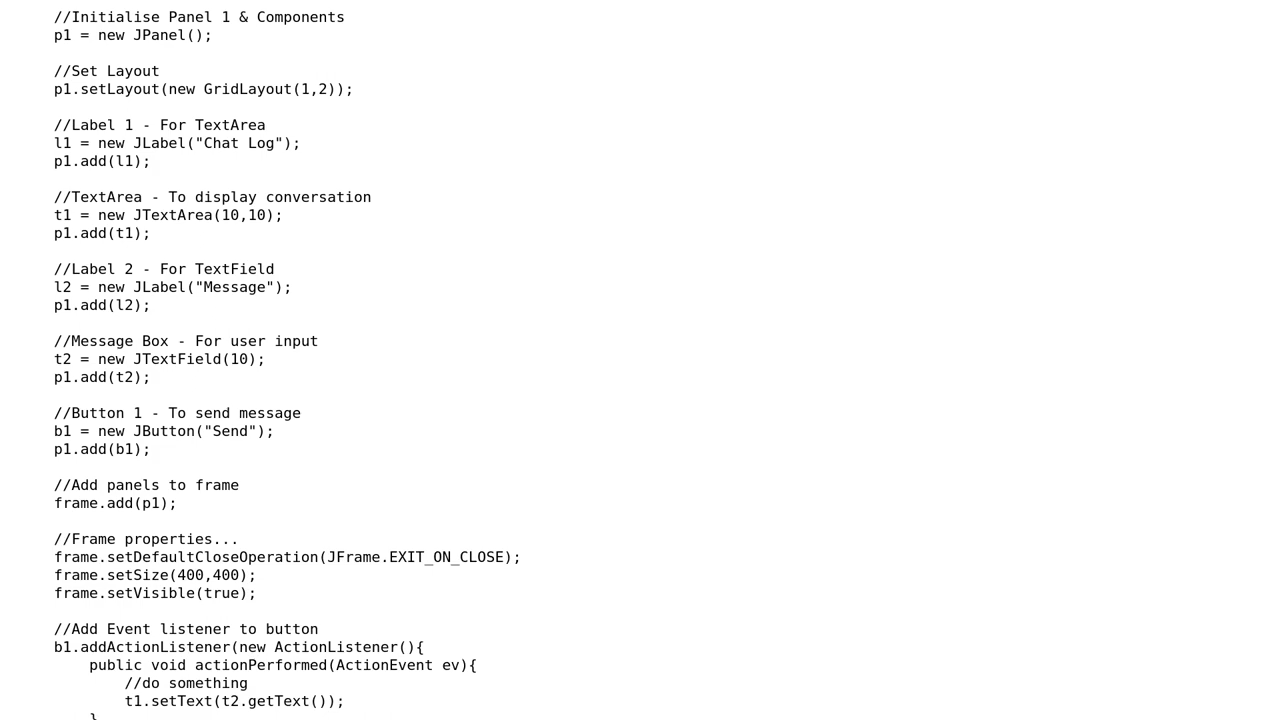 //Initialise Panel 1 & Components
p1 = new JPanel();

//Set Layout
p1.setLayout(new GridLayout(1,2));

//Label 1 - For TextArea
l1 = new JLabel("Chat Log");
p1.add(l1);

//TextArea - To display conversation
t1 = new JTextArea(10,10);
p1.add(t1);

//Label 2 - For TextField
l2 = new JLabel("Message");
p1.add(l2);

//Message Box - For user input
t2 = new JTextField(10);
p1.add(t2);

//Button 1 - To send message
b1 = new JButton("Send");
p1.add(b1);

//Add panels to frame
frame.add(p1);

//Frame properties...
frame.setDefaultCloseOperation(JFrame.EXIT_ON_CLOSE);
frame.setSize(400,400);
frame.setVisible(true);

//Add Event listener to button
b1.addActionListener(new ActionListener(){
    public void actionPerformed(ActionEvent ev){
        //do something
        t1.setText(t2.getText());
    }